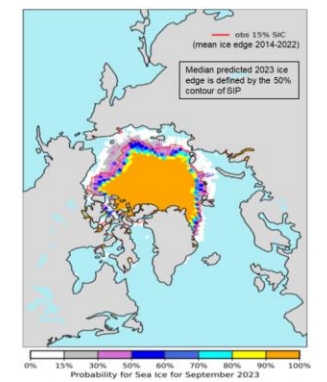 obs 15% SIC
(mean ice edge 2014-2022)
Median predicted 2023 ice
edge is defined by the 50%
contour of SIP
0% 15% 30% 50% 60% 70% 80% 90% 100%
Probability for Sea Ice for September 2023